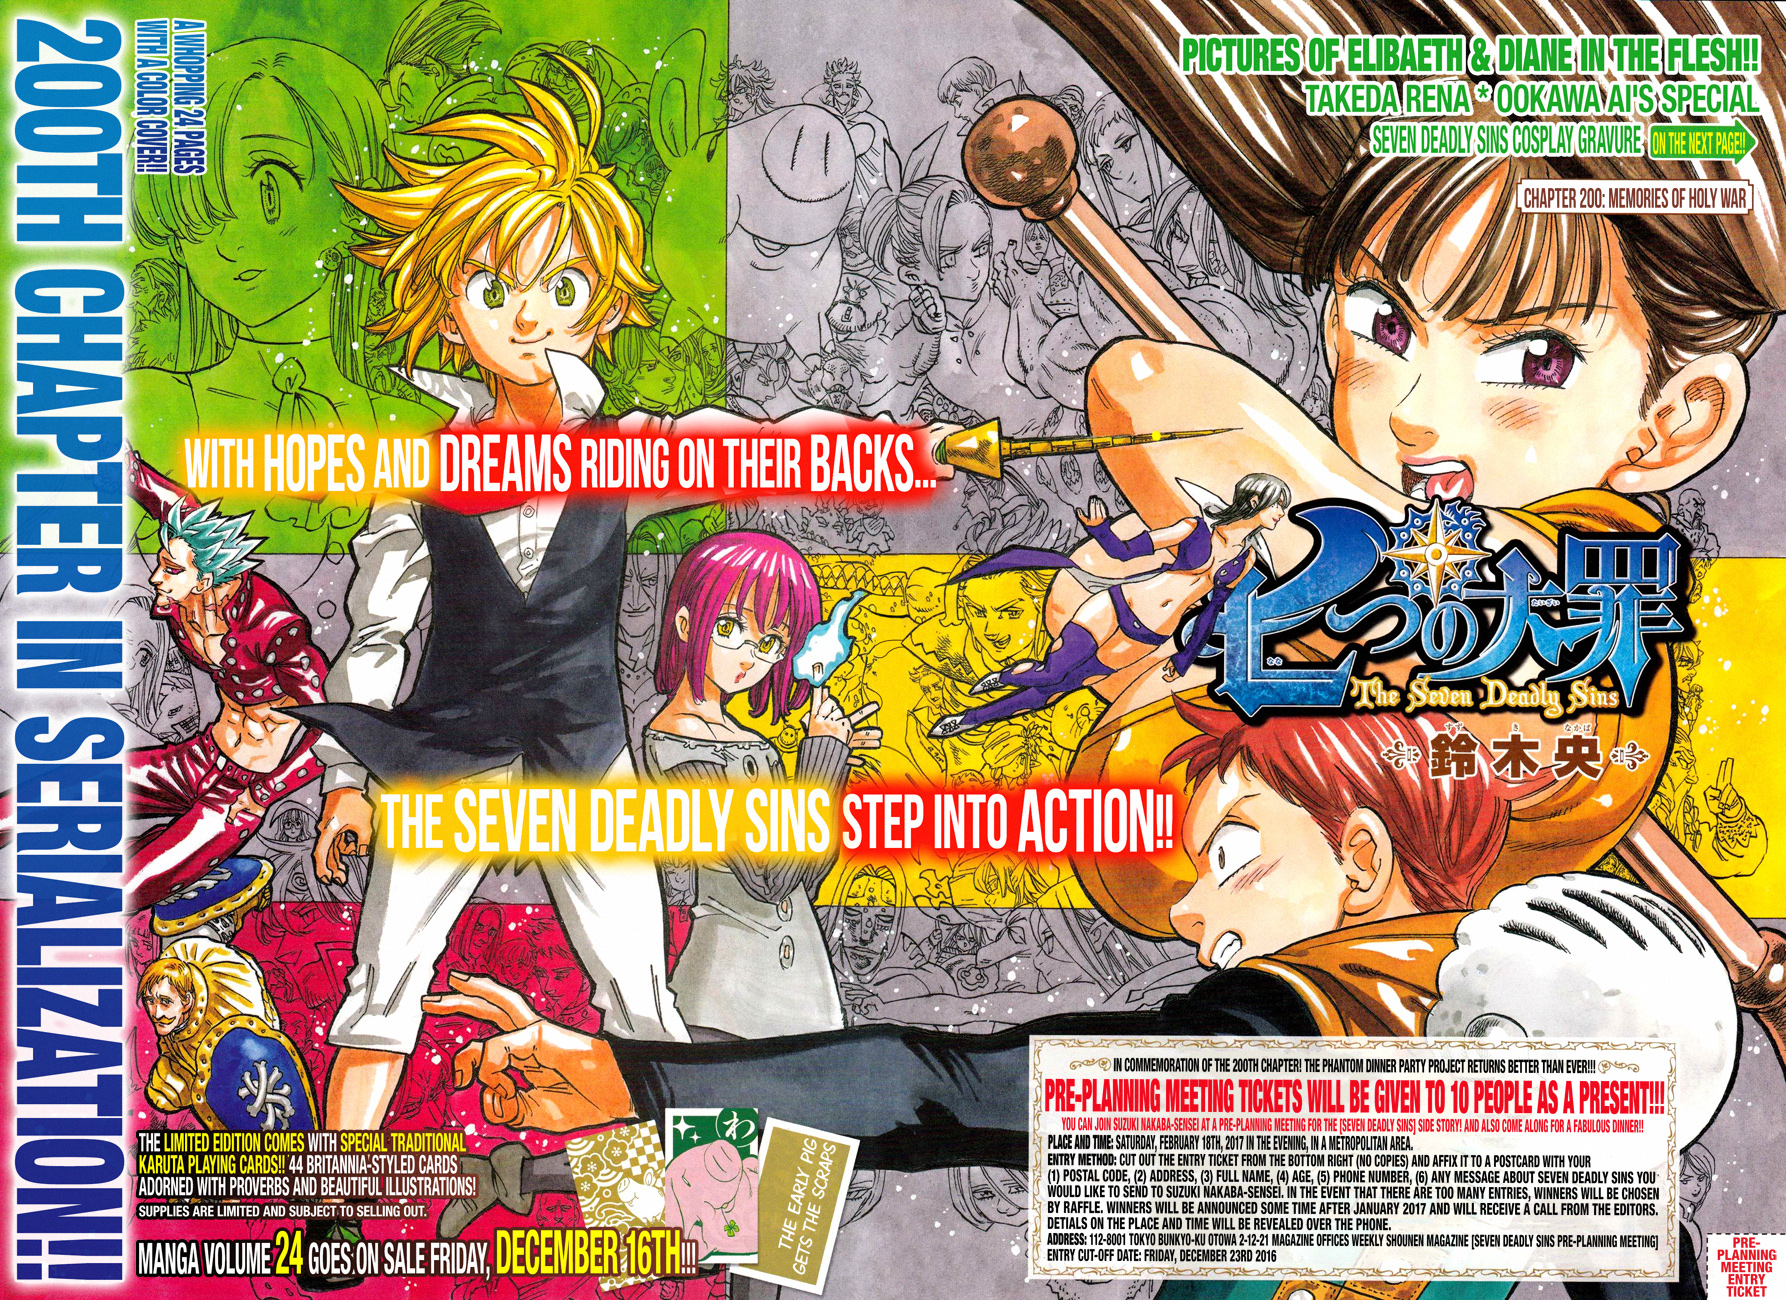 200TH CHAPTER IN SERIALIZATION!!
A WHOPPING 24 PAGES
WITH A COLOR COVER!!!
PICTURES OF ELIBAETH & DIANE IN THE FLESH!!
TAKEDA RENA * OOKAWA AI'S SPECIAL
SEVEN DEADLY SINS COSPLAY GRAVURE ON THE NEXT PAGE!!
CHAPTER 200: MEMORIES OF HOLY WAR
WITH HOPES AND DREAMS RIDING ON THEIR BACKS...
七つの大罪
なな
たいざい
The Seven Deadly Sins
すず き なかば
鈴木央
THE SEVEN DEADLY SINS STEP INTO ACTION!!
IN COMMEMORATION OF THE 200TH CHAPTER! THE PHANTOM DINNER PARTY PROJECT RETURNS BETTER THAN EVER!!!
PRE-PLANNING MEETING TICKETS WILL BE GIVEN TO 10 PEOPLE AS A PRESENT!!!
YOU CAN JOIN SUZUKI NAKABA-SENSEI AT A PRE-PLANNING MEETING FOR THE [SEVEN DEADLY SINS] SIDE STORY! AND ALSO COME ALONG FOR A FABULOUS DINNER!!
PLACE AND TIME: SATURDAY, FEBRUARY 18TH, 2017 IN THE EVENING, IN A METROPOLITAN AREA.
ENTRY METHOD: CUT OUT THE ENTRY TICKET FROM THE BOTTOM RIGHT (NO COPIES) AND AFFIX IT TO A POSTCARD WITH YOUR
(1) POSTAL CODE, (2) ADDRESS, (3) FULL NAME, (4) AGE, (5) PHONE NUMBER, (6) ANY MESSAGE ABOUT SEVEN DEADLY SINS YOU
WOULD LIKE TO SEND TO SUZUKI NAKABA-SENSEI. IN THE EVENT THAT THERE ARE TOO MANY ENTRIES, WINNERS WILL BE CHOSEN
BY RAFFLE. WINNERS WILL BE ANNOUNCED SOME TIME AFTER JANUARY 2017 AND WILL RECEIVE A CALL FROM THE EDITORS.
DETIALS ON THE PLACE AND TIME WILL BE REVEALED OVER THE PHONE.
ADDRESS: 112-8001 TOKYO BUNKYO-KU OTOWA 2-12-21 MAGAZINE OFFICES WEEKLY SHOUNEN MAGAZINE [SEVEN DEADLY SINS PRE-PLANNING MEETING]
ENTRY CUT-OFF DATE: FRIDAY, DECEMBER 23RD 2016
THE LIMITED EIDITION COMES WITH SPECIAL TRADITIONAL
KARUTA PLAYING CARDS!! 44 BRITANNIA-STYLED CARDS
ADORNED WITH PROVERBS AND BEAUTIFUL ILLUSTRATIONS!
SUPPLIES ARE LIMITED AND SUBJECT TO SELLING OUT.
わ
THE EARLY PIG
GETS THE SCRAPS
MANGA VOLUME 24 GOES ON SALE FRIDAY, DECEMBER 16TH!!!
PRE-
PLANNING
MEETING
ENTRY
TICKET